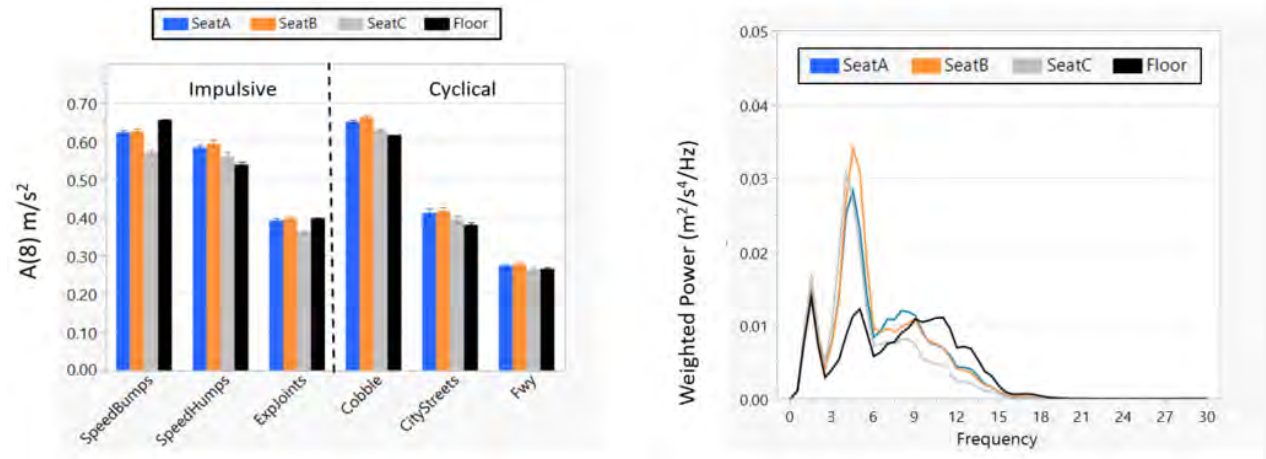 SeatA SeatB SeatC Floor
Impulsive Cyclical
A(8) m/s²
0.70
0.60
0.50
0.40
0.30
0.20
0.10
0.00
SpeedBumps SpeedHumps ExpJoints Cobble CityStreets Fwy
SeatA SeatB SeatC Floor
Weighted Power (m²/s⁴/Hz)
0.05
0.04
0.03
0.02
0.01
0.00
0 3 6 9 12 15 18 21 24 27 30
Frequency